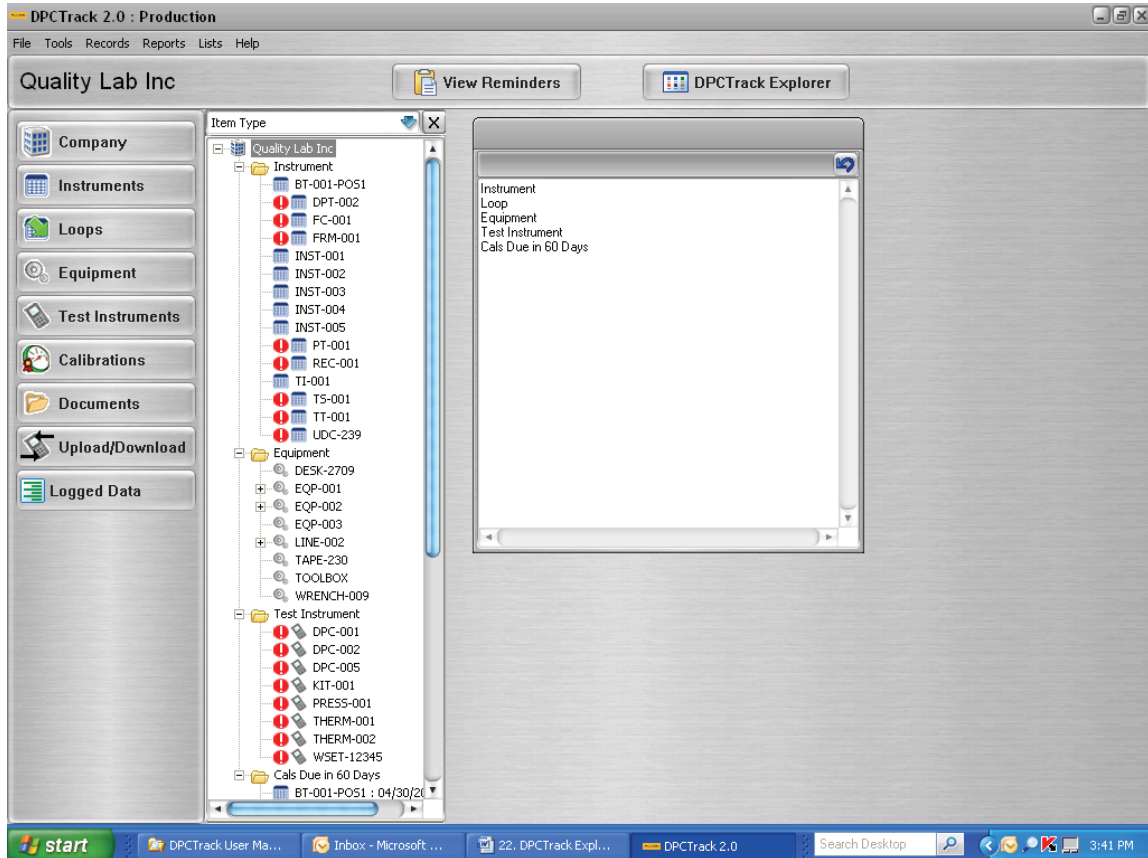 DPCTrack 2.0 : Production
File Tools Records Reports Lists Help
Quality Lab Inc
View Reminders
DPCTrack Explorer
Company
Instruments
Loops
Equipment
Test Instruments
Calibrations
Documents
Upload/Download
Logged Data
Item Type
Quality Lab Inc
Instrument
BT-001-POS1
DPT-002
FC-001
FRM-001
INST-001
INST-002
INST-003
INST-004
INST-005
PT-001
REC-001
TI-001
TS-001
TT-001
UDC-239
Equipment
DESK-2709
EQP-001
EQP-002
EQP-003
LINE-002
TAPE-230
TOOLBOX
WRENCH-009
Test Instrument
DPC-001
DPC-002
DPC-005
KIT-001
PRESS-001
THERM-001
THERM-002
WSET-12345
Cals Due in 60 Days
BT-001-POS1 : 04/30/20
Instrument
Loop
Equipment
Test Instrument
Cals Due in 60 Days
start
DPCTrack User Ma...
Inbox - Microsoft ...
22. DPCTrack Expl...
DPCTrack 2.0
Search Desktop
3:41 PM